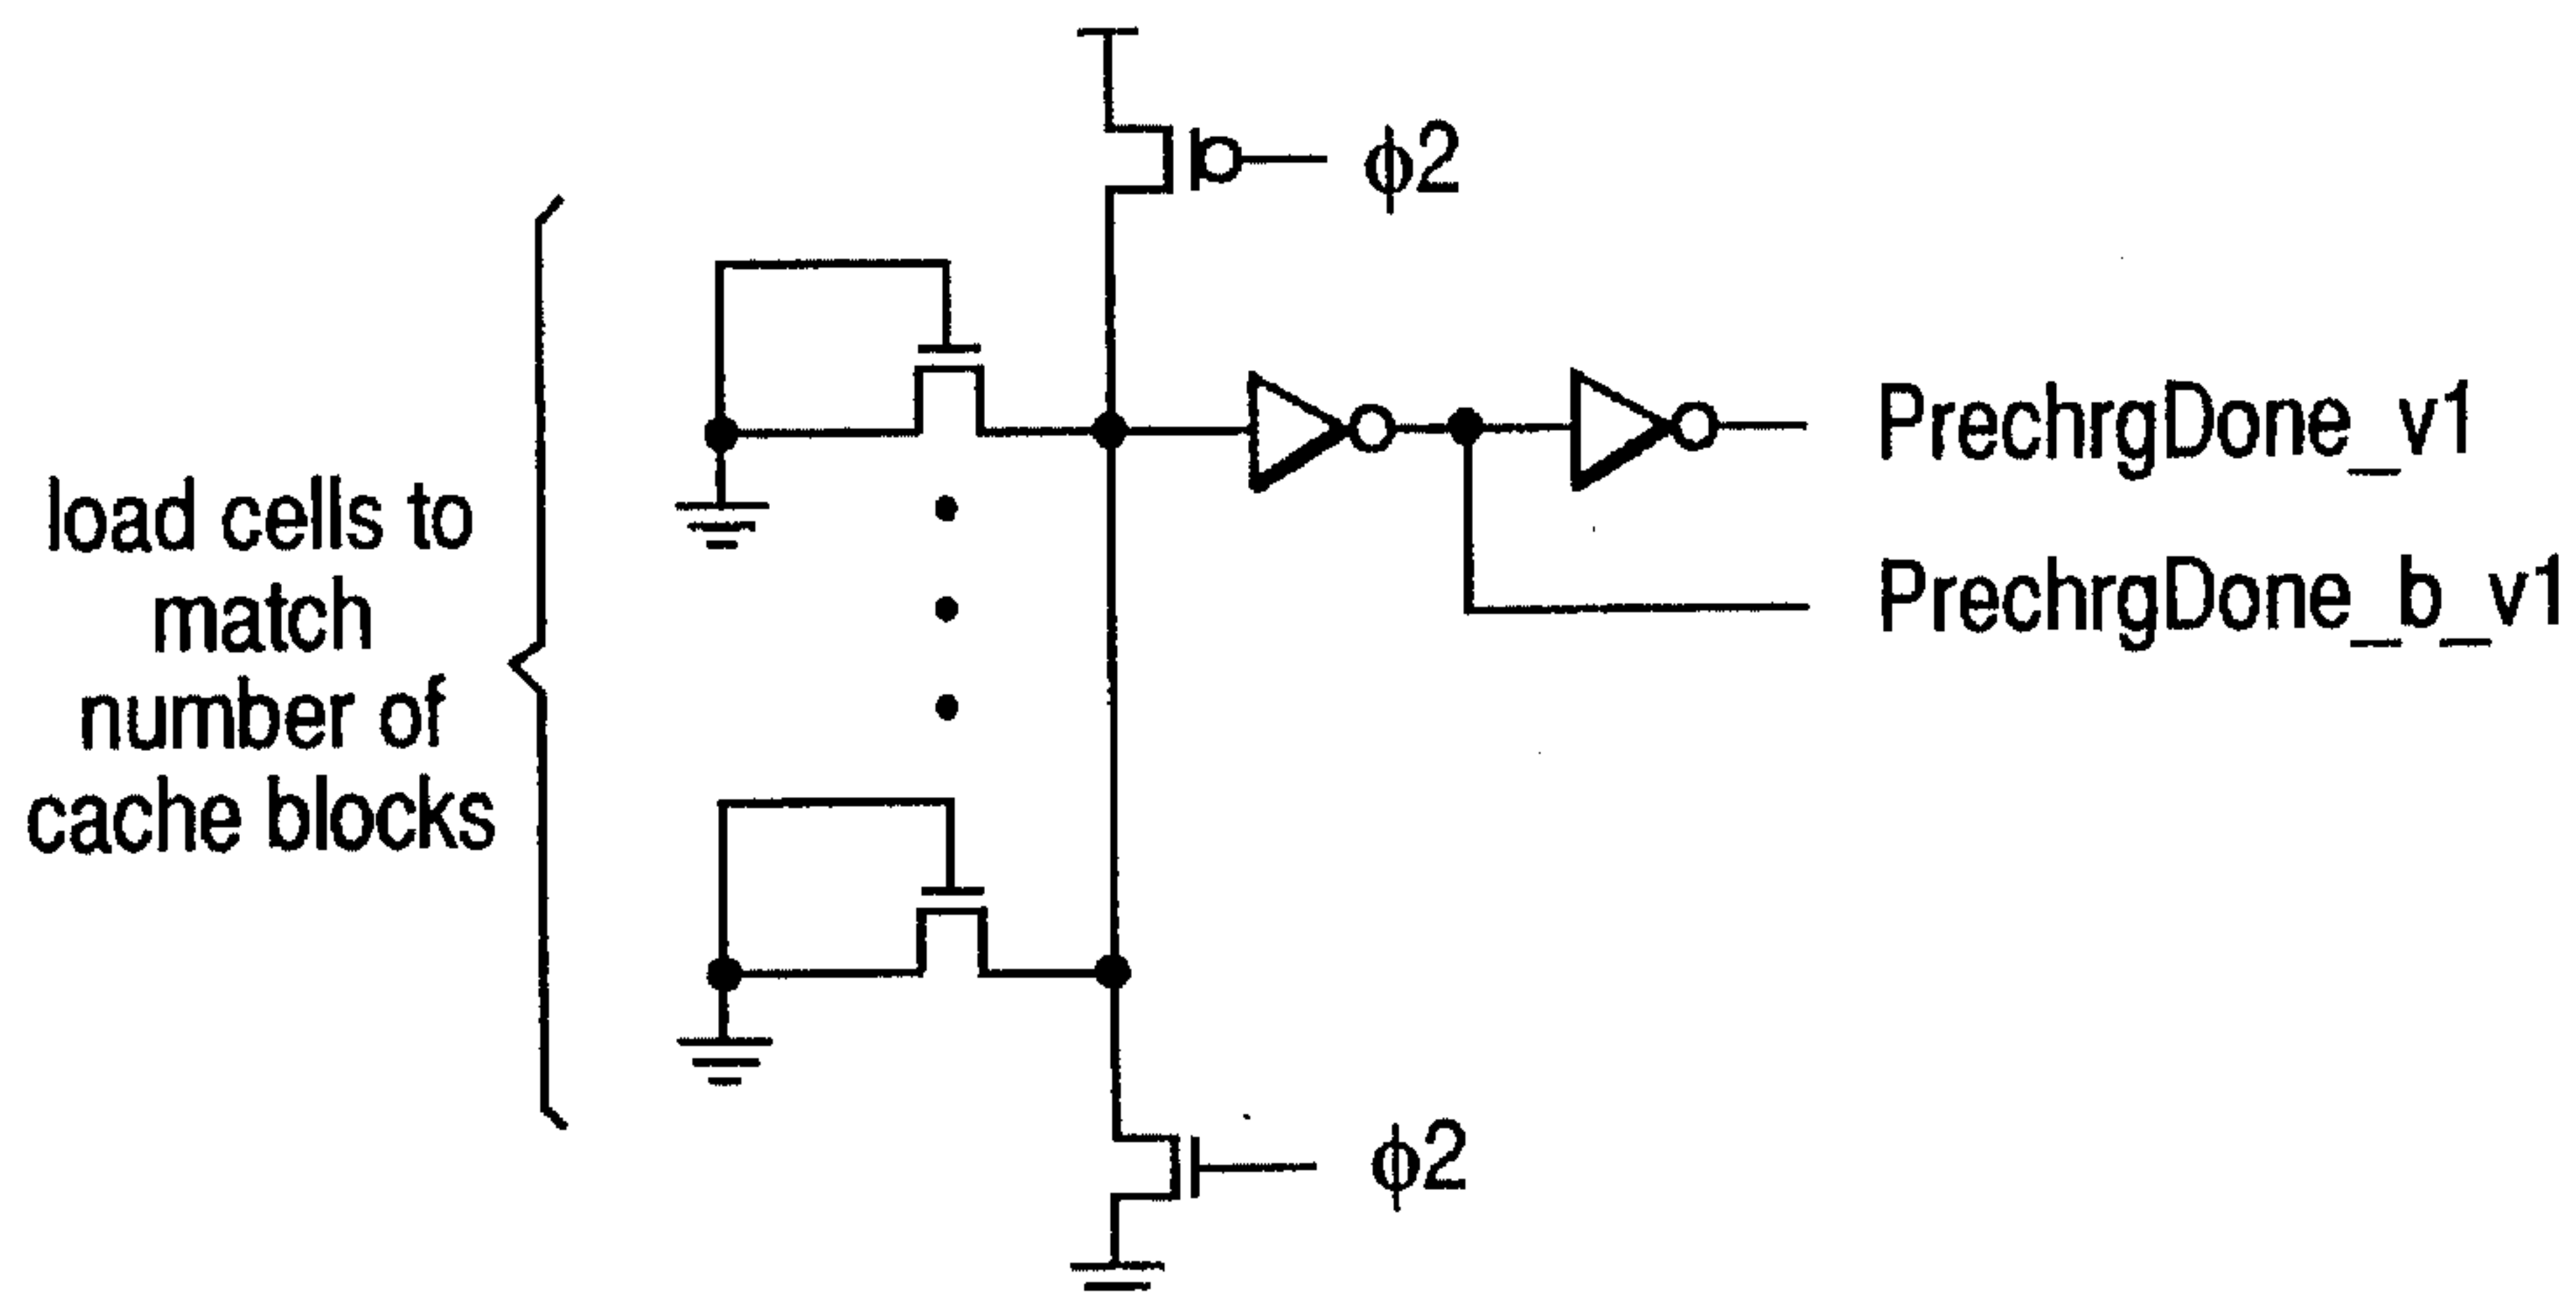 ϕ2
load cells to
match
number of
cache blocks
PrechrgDone_v1
PrechrgDone_b_v1
ϕ2